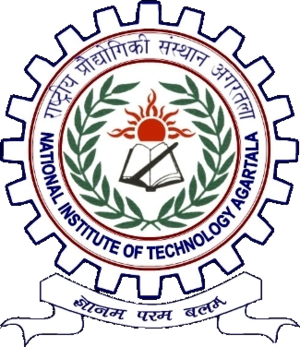 राष्ट्रीय प्रौद्योगिकी संस्थान अगरतला
NATIONAL INSTITUTE OF TECHNOLOGY AGARTALA
ज्ञानम परम बलम